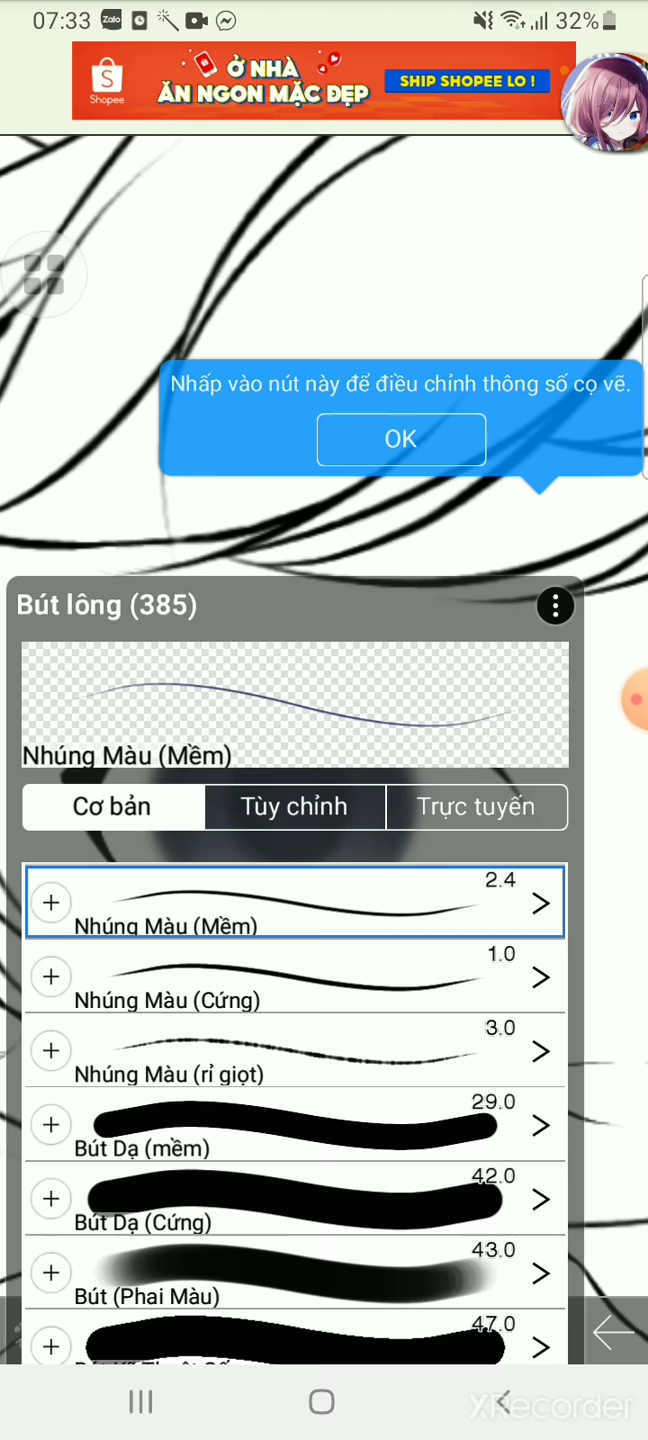 07:33
Zalo
32%
Shopee
Ở NHÀ
ĂN NGON MẶC ĐẸP
SHIP SHOPEE LO !
Nhấp vào nút này để điều chỉnh thông số cọ vẽ.
OK
Bút lông (385)
Nhúng Màu (Mềm)
Cơ bản
Tùy chỉnh
Trực tuyến
2.4
Nhúng Màu (Mềm)
1.0
Nhúng Màu (Cứng)
3.0
Nhúng Màu (rỉ giọt)
29.0
Bút Dạ (mềm)
42.0
Bút Dạ (Cứng)
43.0
Bút (Phai Màu)
47.0
XRecorder